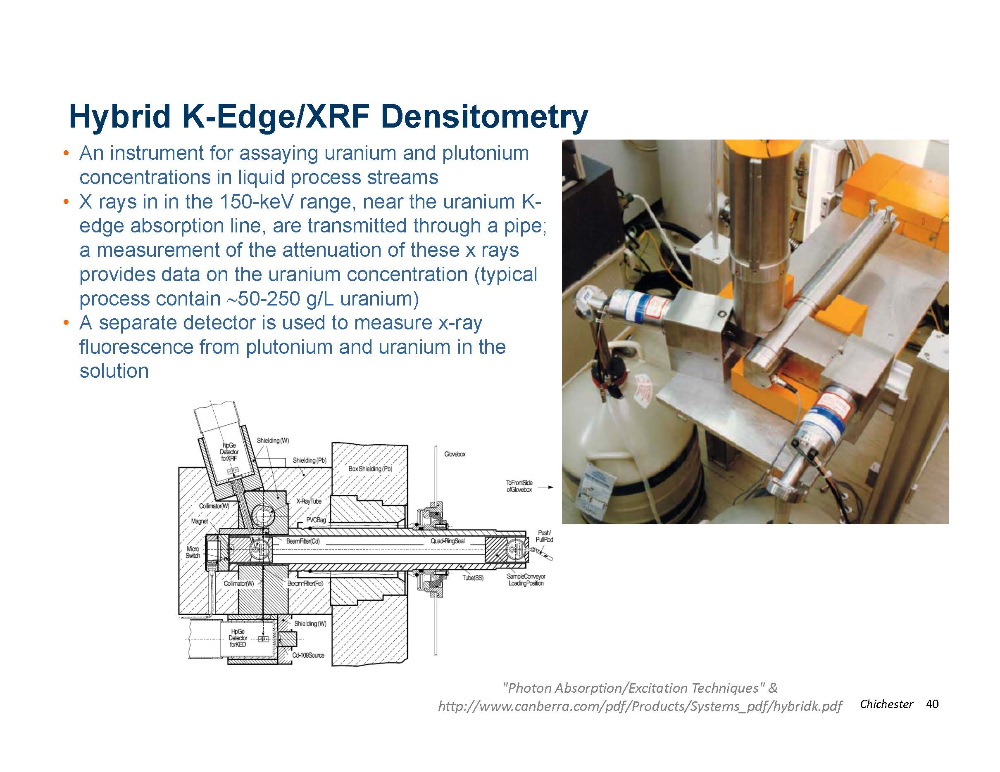 Hybrid K-Edge/XRF Densitometry
• An instrument for assaying uranium and plutonium
concentrations in liquid process streams
• X rays in in the 150-keV range, near the uranium K-
edge absorption line, are transmitted through a pipe;
a measurement of the attenuation of these x rays
provides data on the uranium concentration (typical
process contain ~50-250 g/L uranium)
• A separate detector is used to measure x-ray
fluorescence from plutonium and uranium in the
solution
HpGe
Detector
forXRF
Shielding (W)
Shielding (Pb)
Box Shielding (Pb)
Glovebox
ToFrontSide
ofGlovebox
Collimator(W)
X-RayTube
Magnet
PVCBag
Micro
Switch
BeamFilter(Cd)
Quad-RingSeal
Push/
PullRod
Collimator(W)
BeamFilter(Fe)
Tube(SS)
SampleConveyor
LoadingPosition
HpGe
Detector
forKED
Shielding (W)
Cd-109Source
"Photon Absorption/Excitation Techniques" &
http://www.canberra.com/pdf/Products/Systems_pdf/hybridk.pdf
Chichester 40